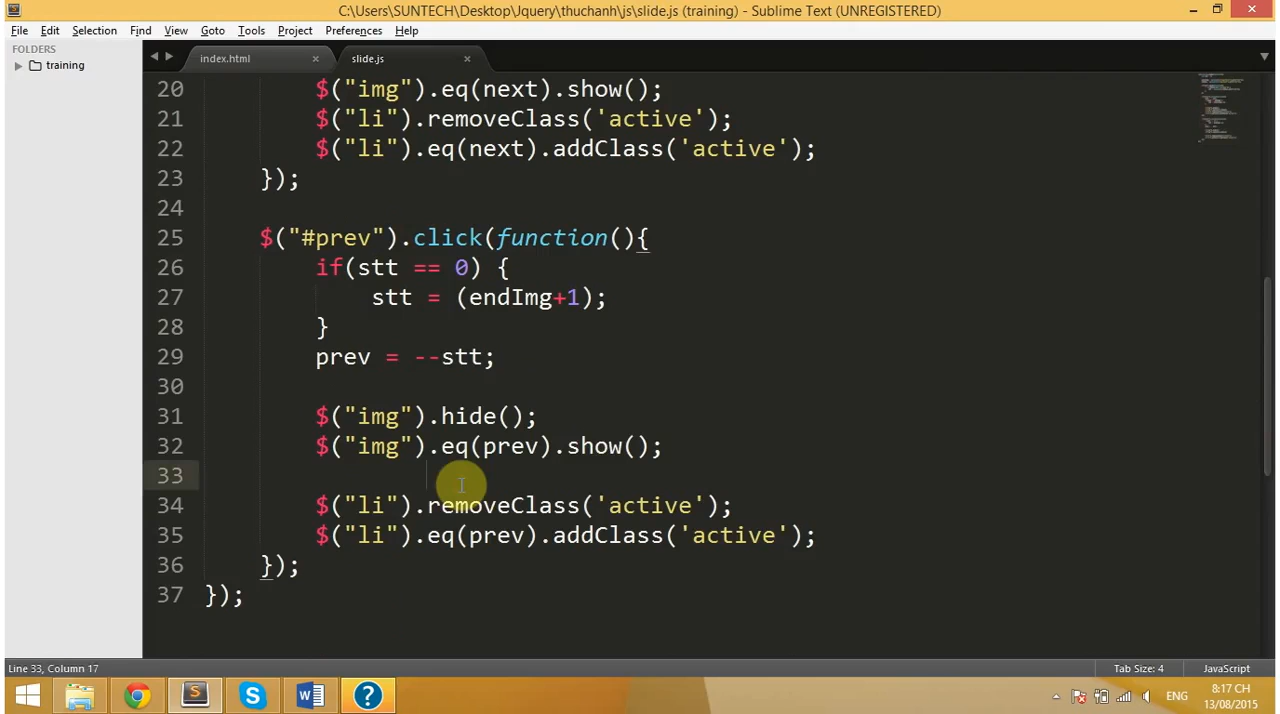 C:\Users\SUNTECH\Desktop\Jquery\thuchanh\js\slide.js (training) - Sublime Text (UNREGISTERED)
File Edit Selection Find View Goto Tools Project Preferences Help
FOLDERS
training
index.html
slide.js
20 $("img").eq(next).show();
21 $("li").removeClass('active');
22 $("li").eq(next).addClass('active');
23 });
24
25 $("#prev").click(function(){
26 if(stt == 0) {
27 stt = (endImg+1);
28 }
29 prev = --stt;
30
31 $("img").hide();
32 $("img").eq(prev).show();
33
34 $("li").removeClass('active');
35 $("li").eq(prev).addClass('active');
36 });
37 });
Line 33, Column 17
Tab Size: 4
JavaScript
ENG
8:17 CH
13/08/2015